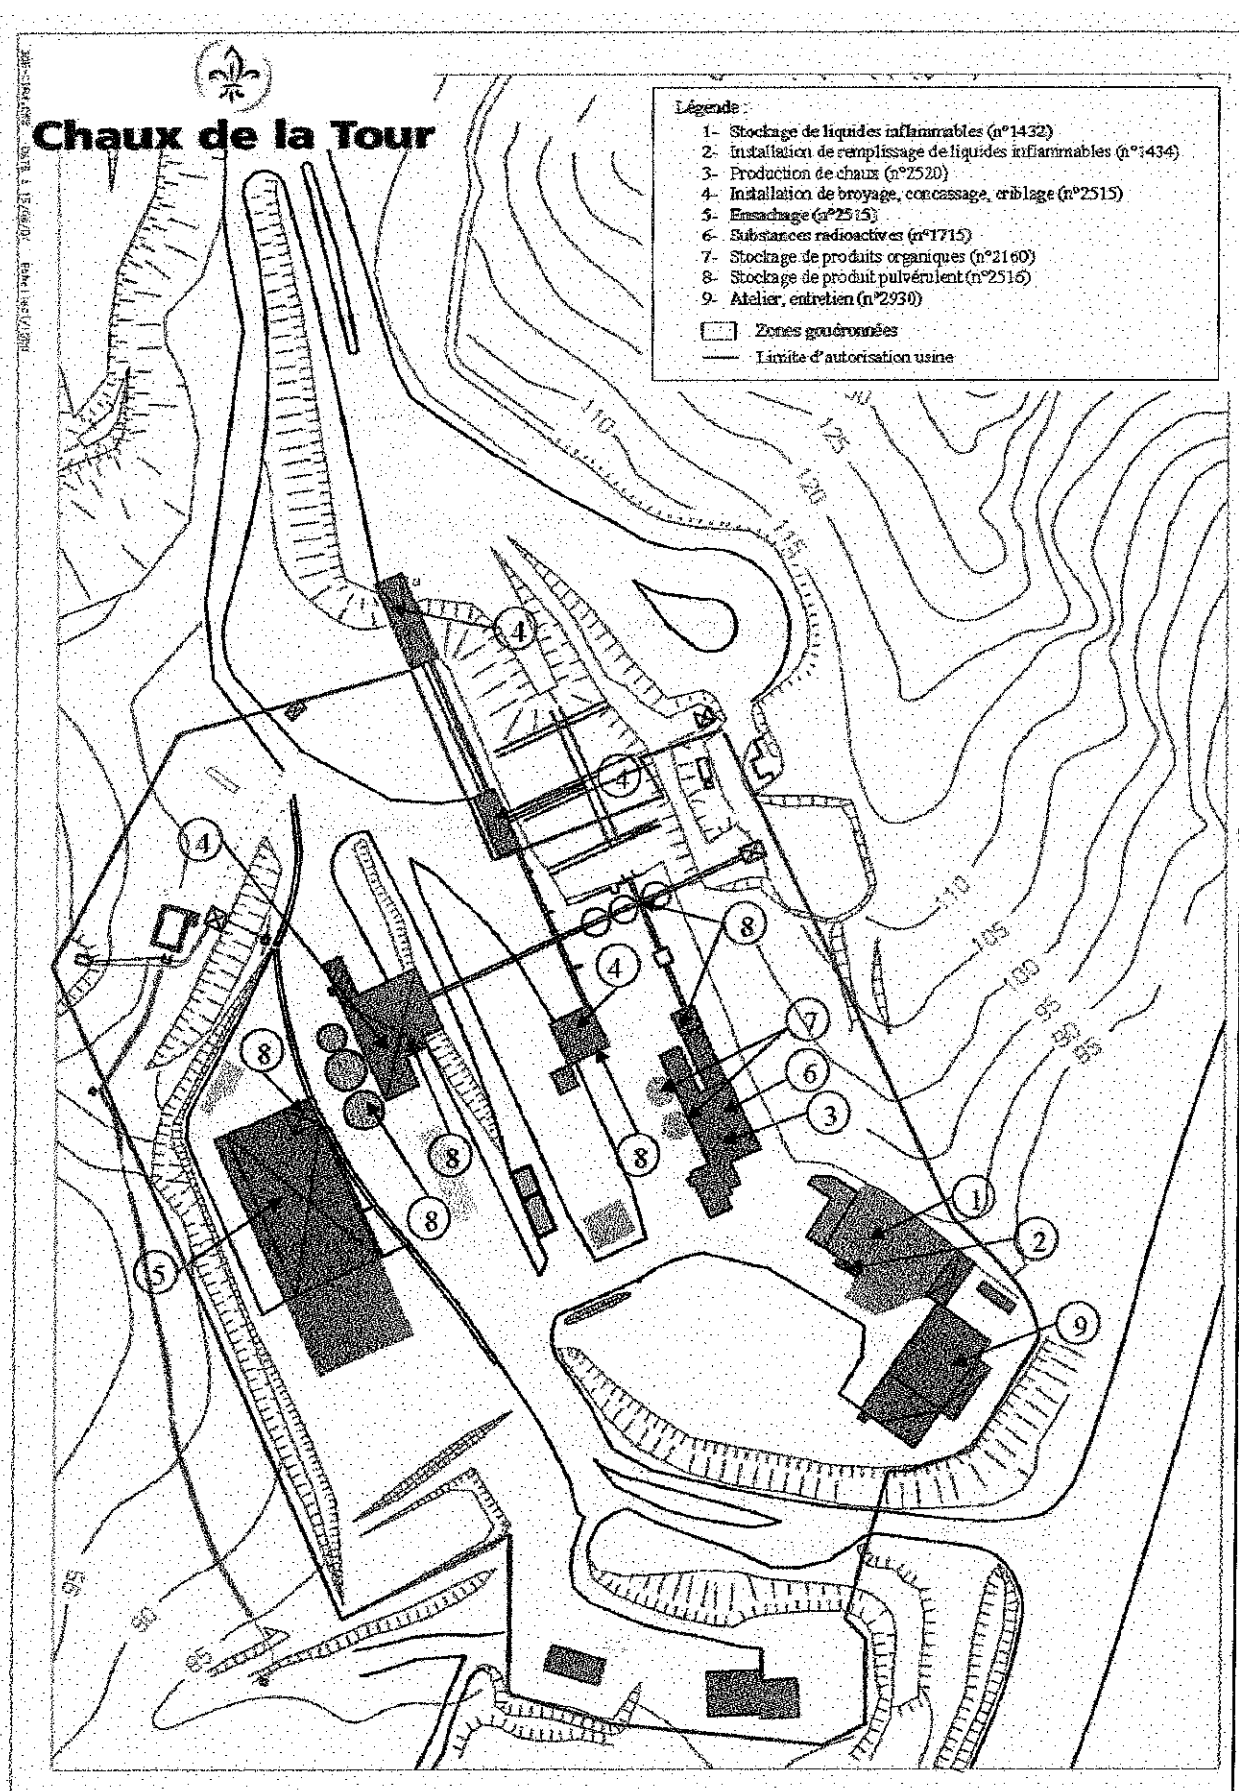 Chaux de la Tour
Légende :
1- Stockage de liquides inflammables (n°1432)
2- Installation de remplissage de liquides inflammables (n°1434)
3- Production de chaux (n°2520)
4- Installation de broyage, concassage, criblage (n°2515)
5- Ensachage (n°2515)
6- Substances radioactives (n°1715)
7- Stockage de produits organiques (n°2160)
8- Stockage de produit pulvérulent (n°2516)
9- Atelier, entretien (n°2930)
Zones goudronnées
Limite d'autorisation usine
110
125
120
115
4
4
4
110
105
100
95
90
85
8
4
7
8
6
3
8
8
8
1
2
5
9
95
90
85